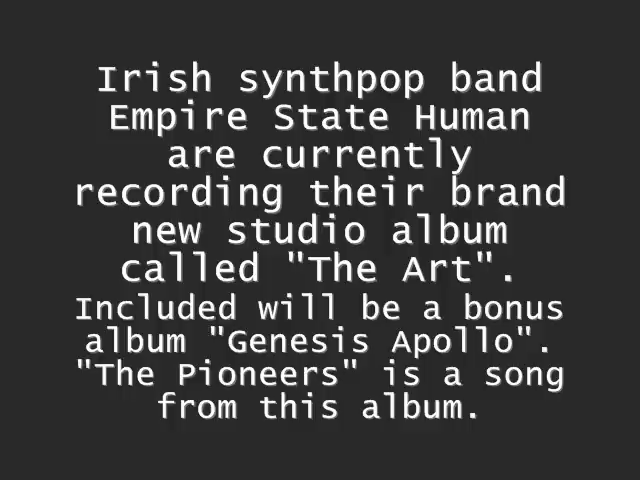 Irish synthpop band
Empire State Human
are currently
recording their brand
new studio album
called "The Art".
Included will be a bonus
album "Genesis Apollo".
"The Pioneers" is a song
from this album.